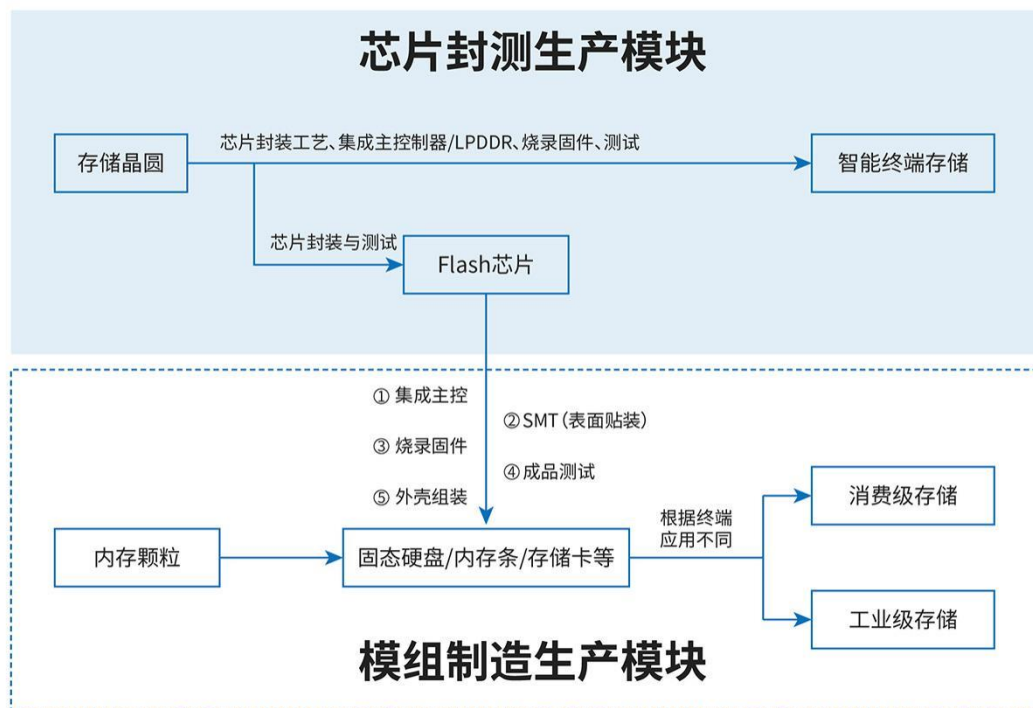 芯片封测生产模块
芯片封装工艺、集成主控制器/LPDDR、烧录固件、测试
存储晶圆
智能终端存储
芯片封装与测试
Flash芯片
① 集成主控
②SMT（表面贴装）
③ 烧录固件
④成品测试
⑤ 外壳组装
消费级存储
根据终端
应用不同
内存颗粒
固态硬盘/内存条/存储卡等
工业级存储
模组制造生产模块